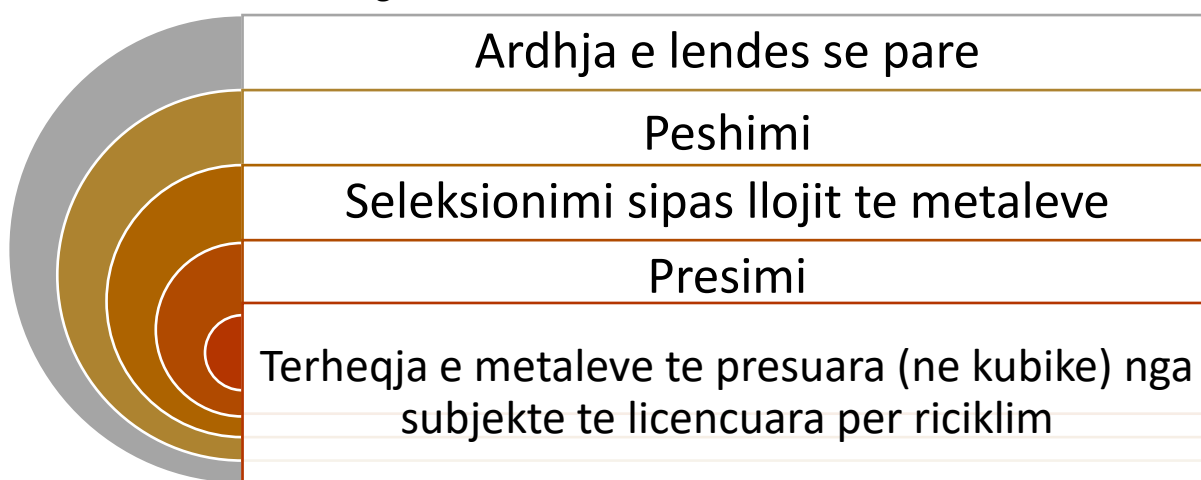 Ardhja e lendes se pare
Peshimi
Seleksionimi sipas llojit te metaleve
Presimi
Terheqja e metaleve te presuara (ne kubike) nga
subjekte te licencuara per riciklim